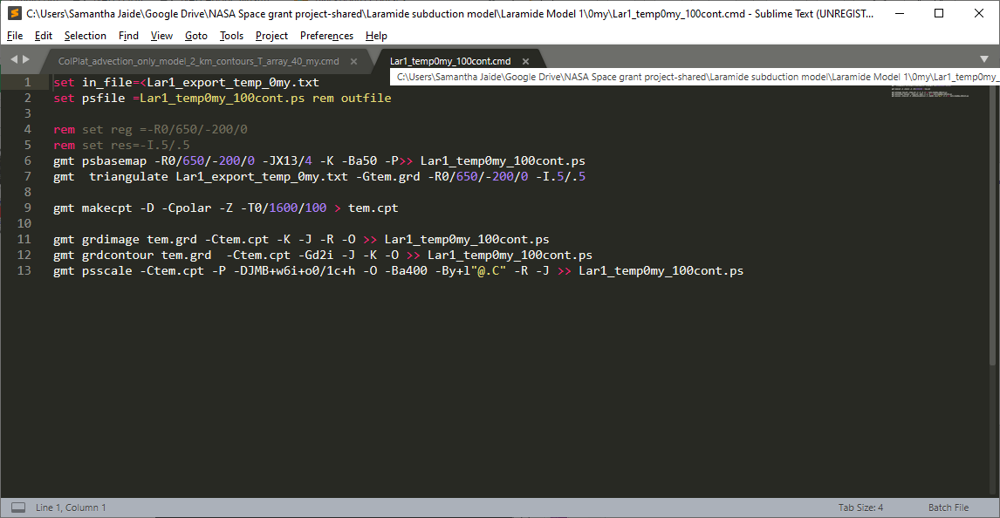 C:\Users\Samantha Jaide\Google Drive\NASA Space grant project-shared\Laramide subduction model\Laramide Model 1\0my\Lar1_temp0my_100cont.cmd - Sublime Text (UNREGIST...
File Edit Selection Find View Goto Tools Project Preferences Help
ColPlat_advection_only_model_2_km_contours_T_array_40_my.cmd × Lar1_temp0my_100cont.cmd ×
C:\Users\Samantha Jaide\Google Drive\NASA Space grant project-shared\Laramide subduction model\Laramide Model 1\0my\Lar1_temp0my_
1 set in_file=<Lar1_export_temp_0my.txt
2 set psfile =Lar1_temp0my_100cont.ps rem outfile
3
4 rem set reg =-R0/650/-200/0
5 rem set res=-I.5/.5
6 gmt psbasemap -R0/650/-200/0 -JX13/4 -K -Ba50 -P>> Lar1_temp0my_100cont.ps
7 gmt  triangulate Lar1_export_temp_0my.txt -Gtem.grd -R0/650/-200/0 -I.5/.5
8
9 gmt makecpt -D -Cpolar -Z -T0/1600/100 > tem.cpt
10
11 gmt grdimage tem.grd -Ctem.cpt -K -J -R -O >> Lar1_temp0my_100cont.ps
12 gmt grdcontour tem.grd  -Ctem.cpt -Gd2i -J -K -O >> Lar1_temp0my_100cont.ps
13 gmt psscale -Ctem.cpt -P -DJMB+w6i+o0/1c+h -O -Ba400 -By+l"@.C" -R -J >> Lar1_temp0my_100cont.ps
Line 1, Column 1 Tab Size: 4 Batch File